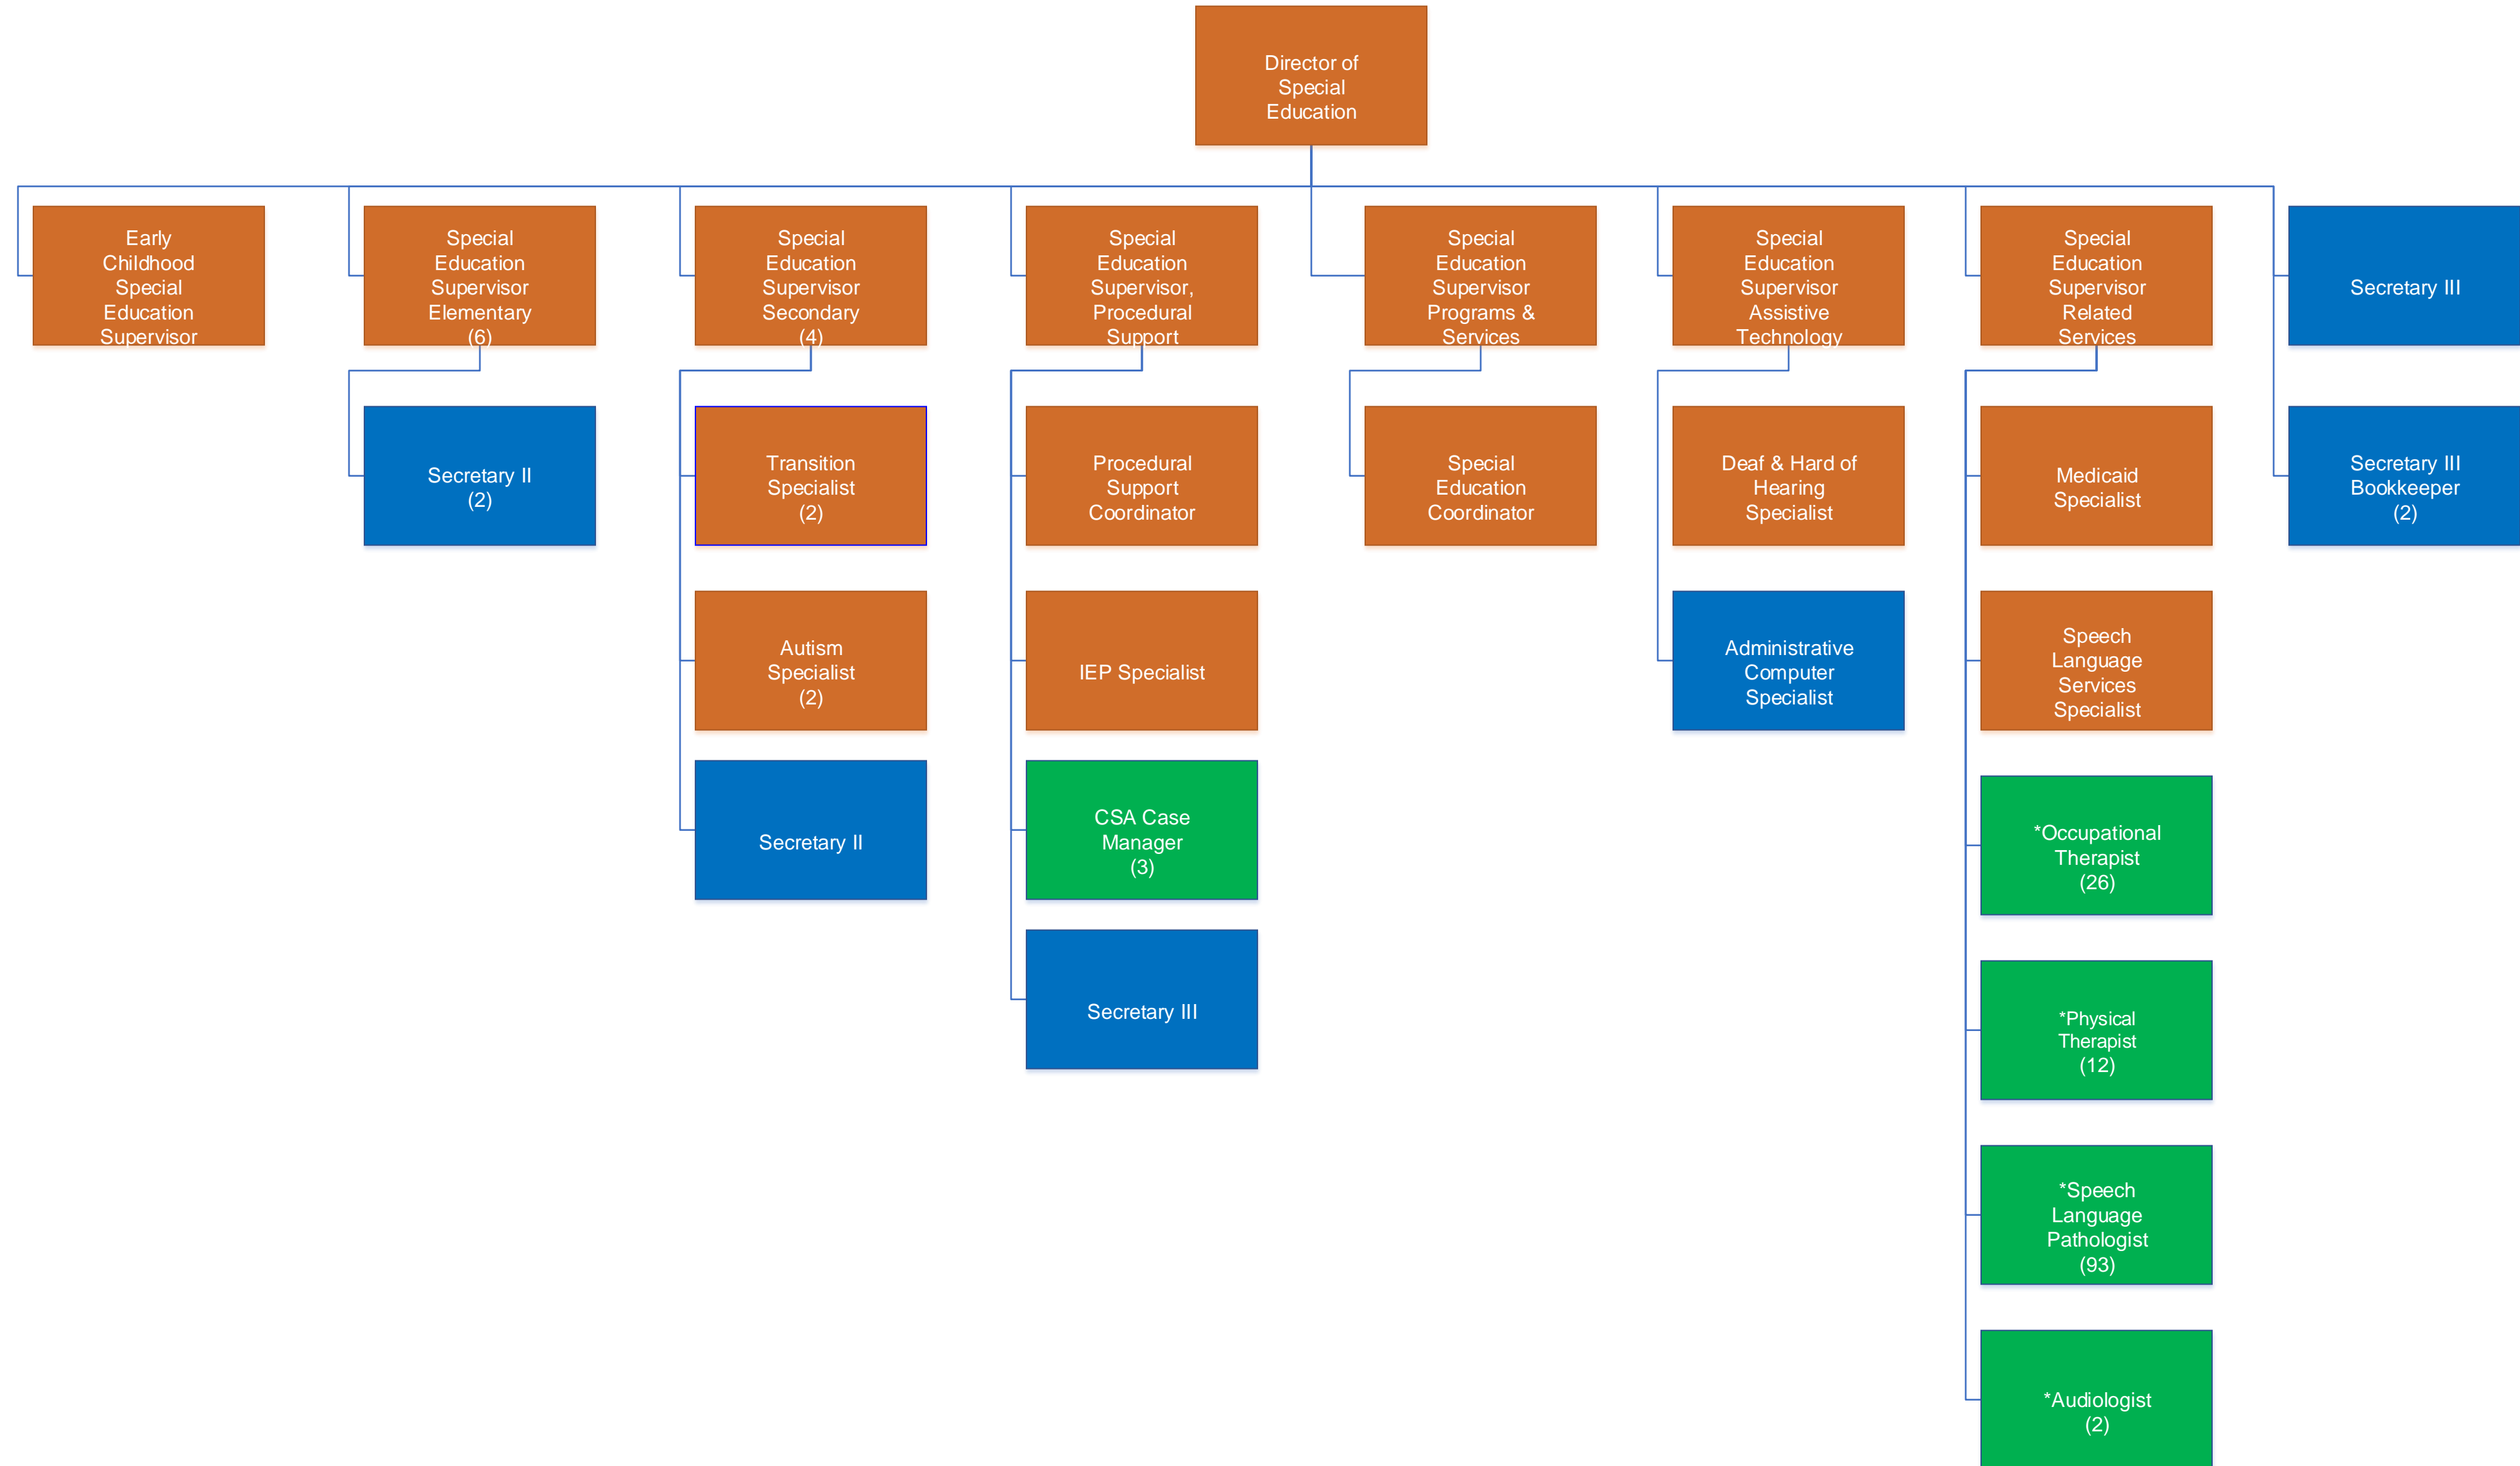 Director of
Special
Education
Early
Childhood
Special
Education
Supervisor
Special
Education
Supervisor
Elementary
(6)
Special
Education
Supervisor
Secondary
(4)
Special
Education
Supervisor,
Procedural
Support
Special
Education
Supervisor
Programs &
Services
Special
Education
Supervisor
Assistive
Technology
Special
Education
Supervisor
Related
Services
Secretary III
Secretary II
(2)
Transition
Specialist
(2)
Procedural
Support
Coordinator
Special
Education
Coordinator
Deaf & Hard of
Hearing
Specialist
Medicaid
Specialist
Secretary III
Bookkeeper
(2)
Autism
Specialist
(2)
IEP Specialist
Administrative
Computer
Specialist
Speech
Language
Services
Specialist
Secretary II
CSA Case
Manager
(3)
*Occupational
Therapist
(26)
Secretary III
*Physical
Therapist
(12)
*Speech
Language
Pathologist
(93)
*Audiologist
(2)